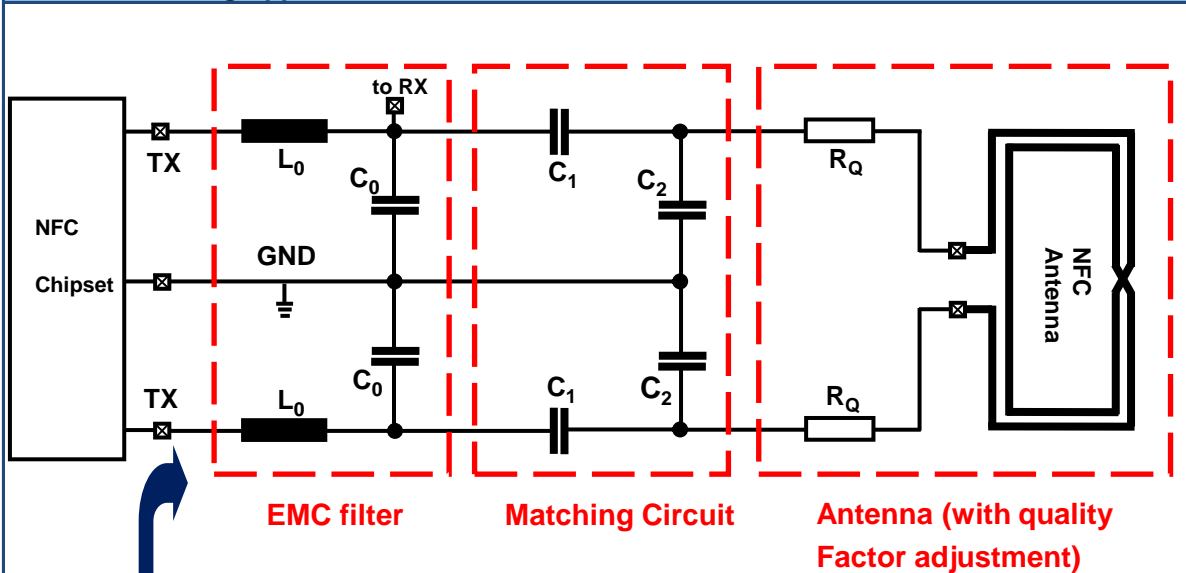 to RX
TX
L0
C0
C1
C2
RQ
NFC
Chipset
GND
NFC
Antenna
TX
L0
C0
C1
C2
RQ
EMC filter
Matching Circuit
Antenna (with quality
Factor adjustment)